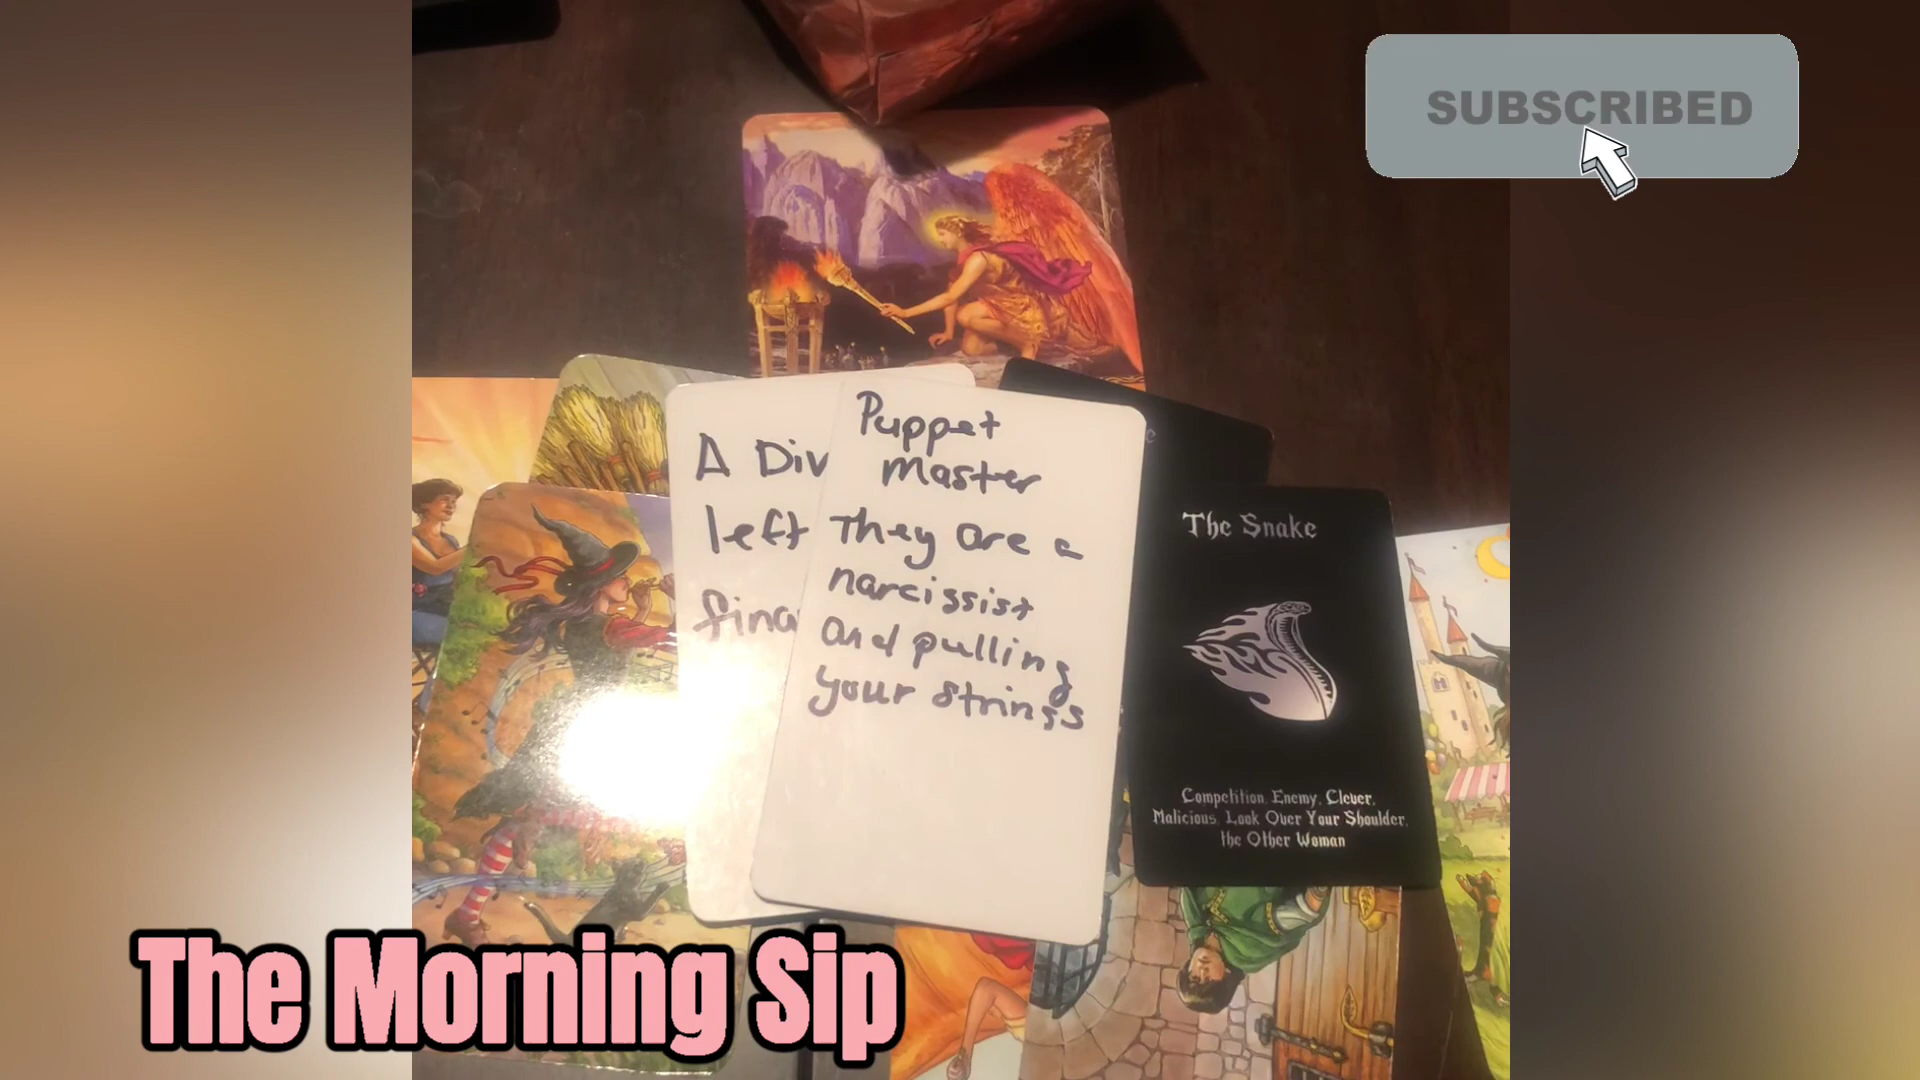 SUBSCRIBED
A Div
left
fina
Puppet
Master
They are a
narcissist
and pulling
your strings
The Snake
Competition, Enemy, Clever,
Malicious, Look Over Your Shoulder,
the Other Woman
The Morning Sip